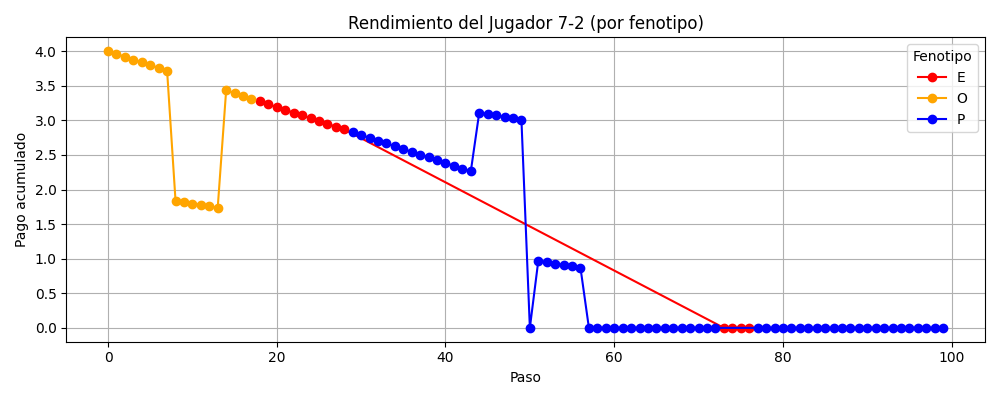 Rendimiento del Jugador 7-2 (por fenotipo)
Pago acumulado
4.0
3.5
3.0
2.5
2.0
1.5
1.0
0.5
0.0
Fenotipo
E
O
P
0 20 40 60 80 100
Paso